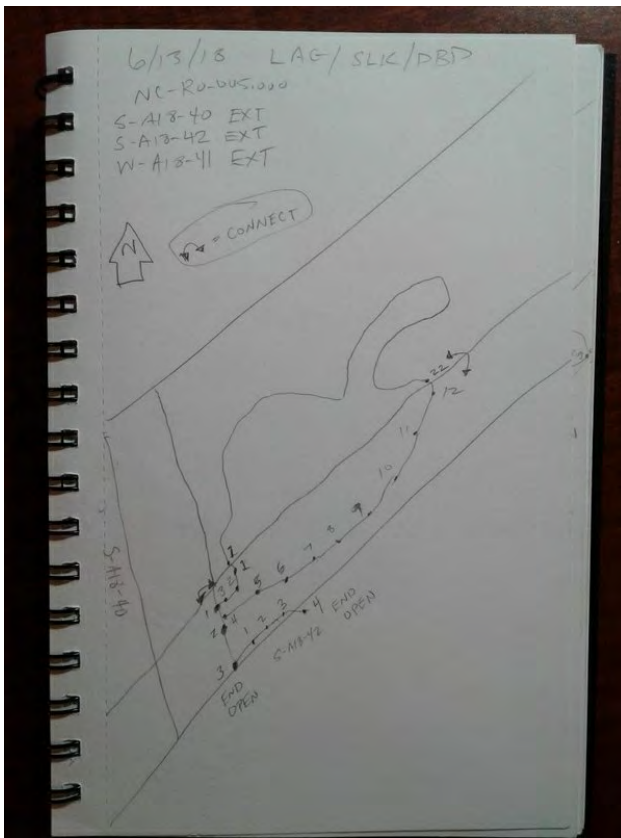 6/13/18 LAG/SLK/DBD
NC-RO-005.000
S-A18-40 EXT
S-A18-42 EXT
W-A18-41 EXT
N
= CONNECT
22
12
11
10
9
8
7
6
5
4
3
2
1
1
1
2
3
S-A18-40
1
2
3
4
END
OPEN
S-A18-42
END
OPEN